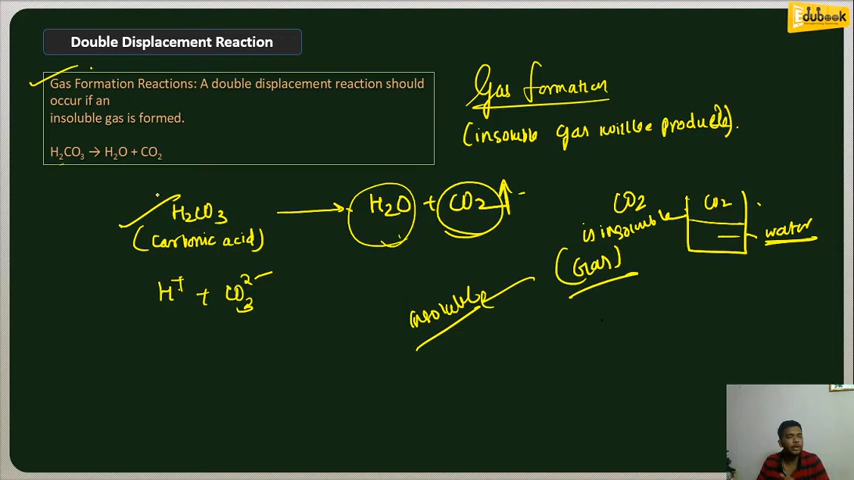 Edubook
Double Displacement Reaction
Gas Formation Reactions: A double displacement reaction should
occur if an
insoluble gas is formed.
H₂CO₃ → H₂O + CO₂
Gas formation
(insoluble gas will be produced).
H₂CO₃ → H₂O + CO₂ ↑
(Carbonic acid)
H⁺ + CO₃²⁻
insoluble
CO₂
is insoluble
(Gas)
CO₂
water